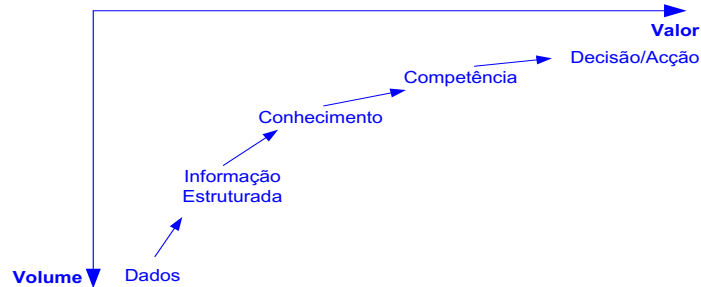 Valor
Decisão/Acção
Competência
Conhecimento
Informação
Estruturada
Volume
Dados